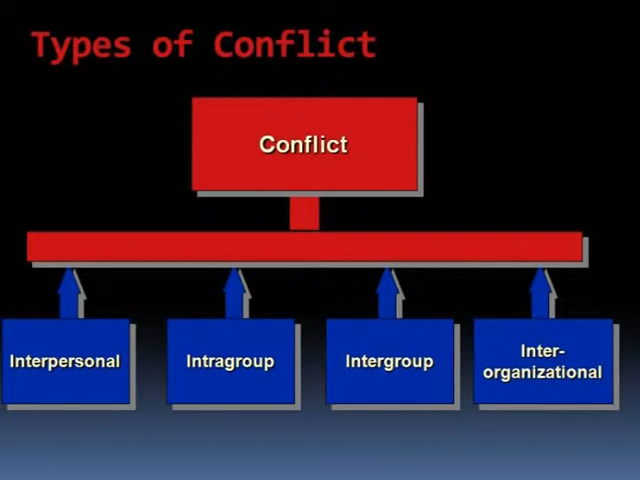 Types of Conflict
Conflict
Interpersonal
Intragroup
Intergroup
Inter-
organizational